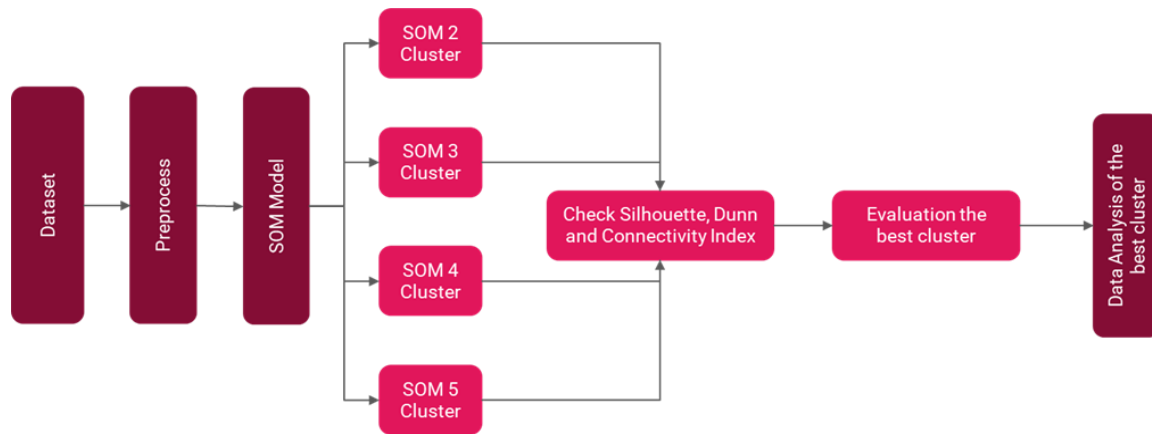 Dataset
Preprocess
SOM Model
SOM 2
Cluster
SOM 3
Cluster
SOM 4
Cluster
SOM 5
Cluster
Check Silhouette, Dunn
and Connectivity Index
Evaluation the
best cluster
Data Analysis of the
best cluster